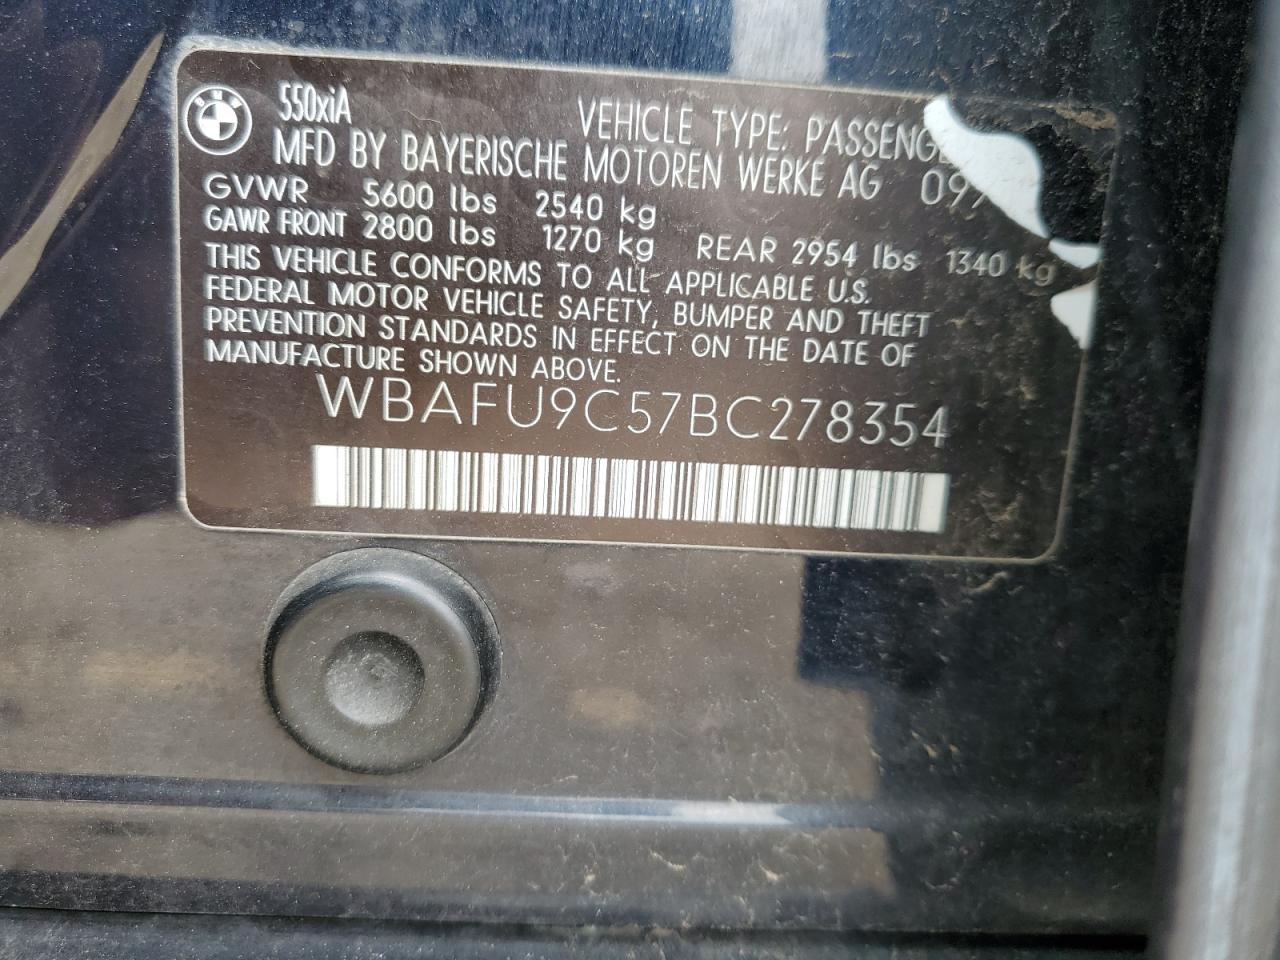 BMW
550xiA
VEHICLE TYPE: PASSENGE
MFD BY BAYERISCHE MOTOREN WERKE AG 09
GVWR 5600 lbs 2540 kg
GAWR FRONT 2800 lbs 1270 kg REAR 2954 lbs 1340 kg
THIS VEHICLE CONFORMS TO ALL APPLICABLE U.S.
FEDERAL MOTOR VEHICLE SAFETY, BUMPER AND THEFT
PREVENTION STANDARDS IN EFFECT ON THE DATE OF
MANUFACTURE SHOWN ABOVE.
WBAFU9C57BC278354